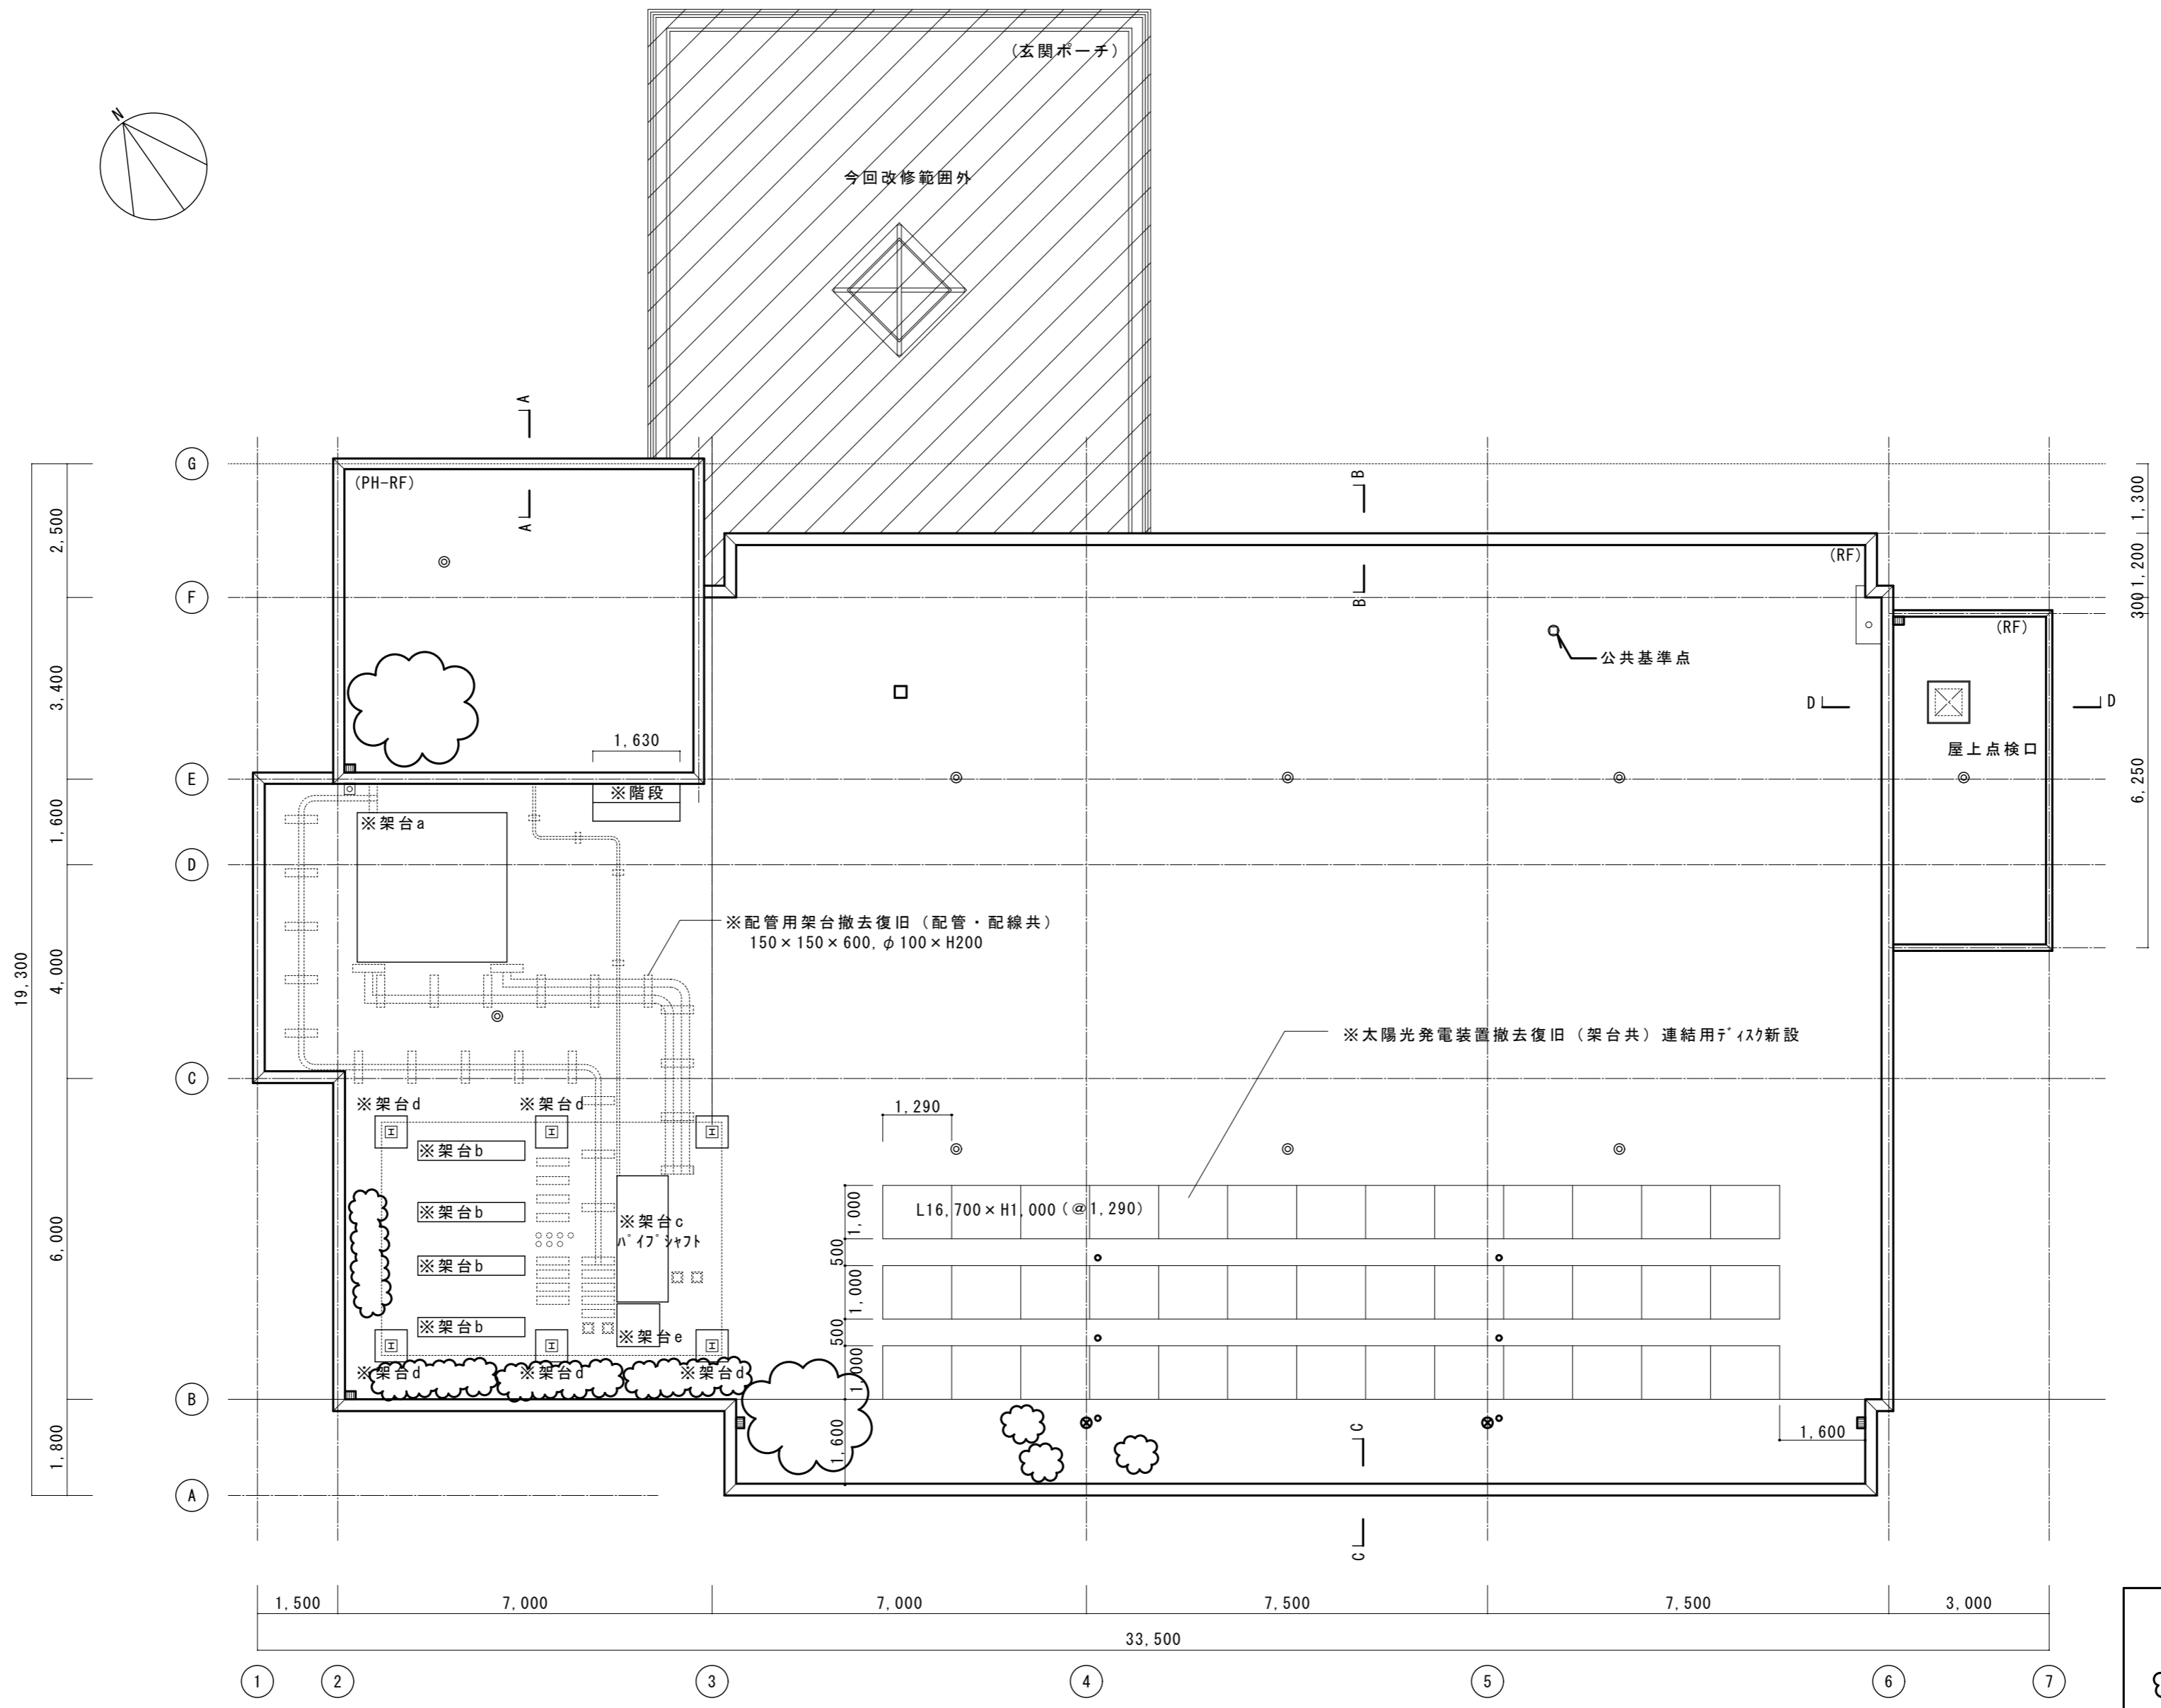 (玄関ポーチ)
N
今回改修範囲外
A
A
B
B
G
(PH-RF)
(RF)
F
(RF)
公共基準点
D
D
屋上点検口
1,630
E
※階段
※架台a
D
※配管用架台撤去復旧(配管・配線共)
150×150×600,φ100×H200
※太陽光発電装置撤去復旧(架台共)連結用ディスク新設
C
※架台d
※架台d
1,290
※架台b
L16,700×H1,000(@1,290)
※架台b
※架台c
パイプシャフト
※架台b
※架台b
※架台e
※架台d
※架台d
※架台d
B
A
C
C
1,000
500
1,000
500
1,000
1,600
1,600
2,500
3,400
1,600
4,000
6,000
1,800
19,300
1,300
1,200
300
6,250
1,500
7,000
7,000
7,500
7,500
3,000
33,500
1
2
3
4
5
6
7